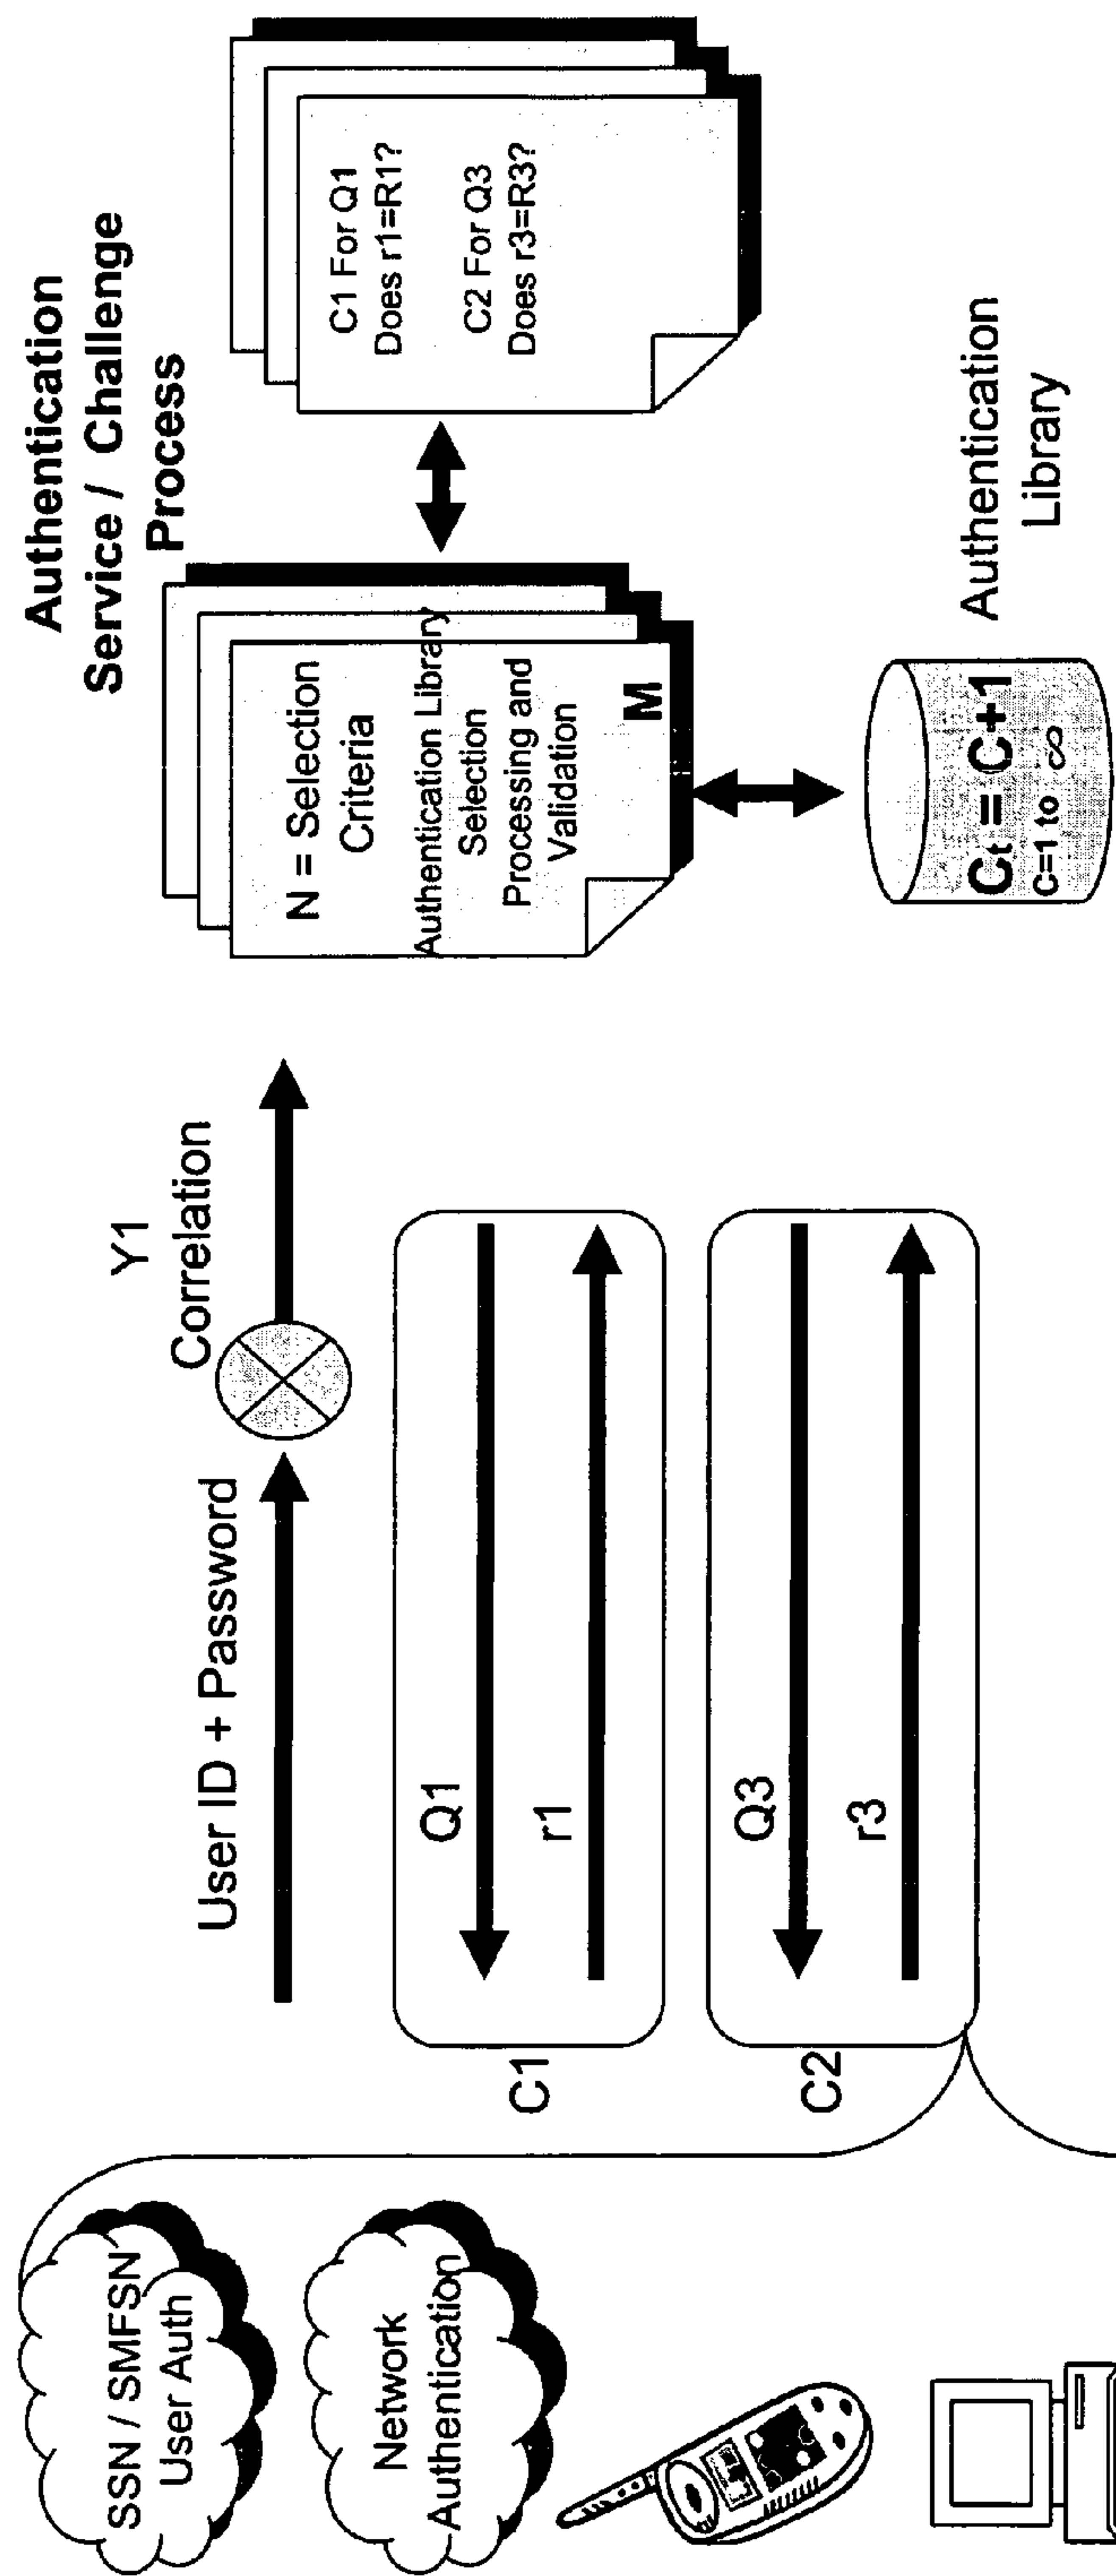 Authentication
Service / Challenge
Process
SSN / SMFSN
User Auth
Network
Authentication
User ID + Password
Y1
Correlation
C1
Q1
r1
C2
Q3
r3
N = Selection
Criteria
Authentication Library
Selection
Processing and
Validation
M
C1 For Q1
Does r1=R1?
C2 For Q3
Does r3=R3?
Ct = C+1
C=1 to ∞
Authentication
Library